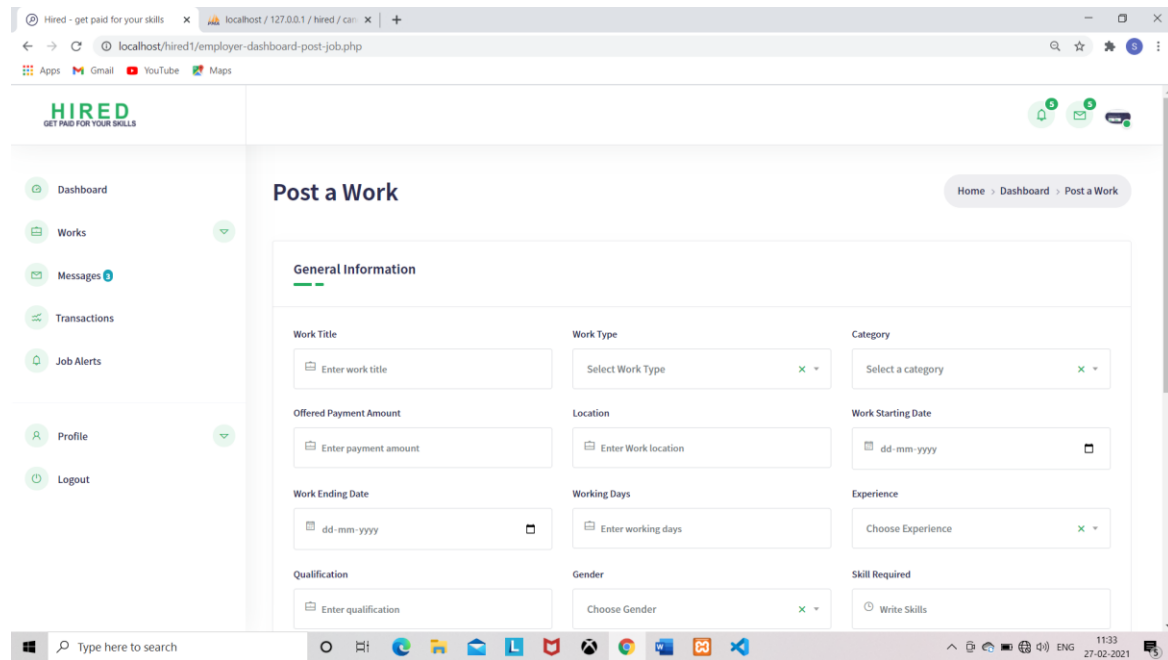 Hired - get paid for your skills
localhost / 127.0.0.1 / hired / can
localhost/hired1/employer-dashboard-post-job.php
S
Apps Gmail YouTube Maps
HIRED
GET PAID FOR YOUR SKILLS
5 5
Dashboard
Works
Messages 3
Transactions
Job Alerts
Profile
Logout
Post a Work
Home > Dashboard > Post a Work
General Information
Work Title Work Type Category
Enter work title Select Work Type × Select a category ×
Offered Payment Amount Location Work Starting Date
Enter payment amount Enter Work location dd-mm-yyyy
Work Ending Date Working Days Experience
dd-mm-yyyy Enter working days Choose Experience ×
Qualification Gender Skill Required
Enter qualification Choose Gender × Write Skills
Type here to search
L W ENG 11:33
27-02-2021 5